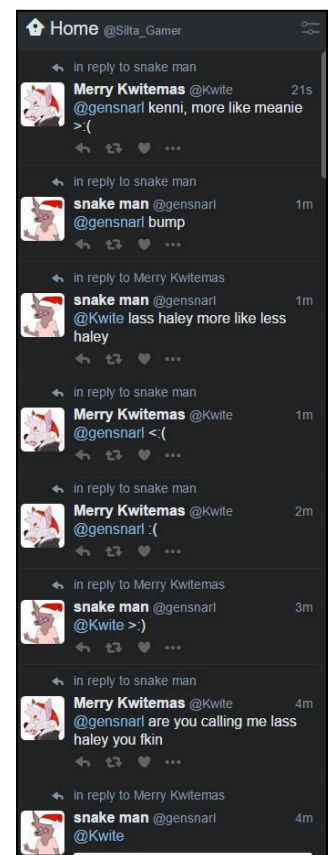 Home @Silta_Gamer
in reply to snake man
Merry Kwitemas @Kwite 21s
@gensnarl kenni, more like meanie
>:(
in reply to snake man
snake man @gensnarl 1m
@gensnarl bump
in reply to Merry Kwitemas
snake man @gensnarl 1m
@Kwite lass haley more like less
haley
in reply to snake man
Merry Kwitemas @Kwite 1m
@gensnarl <:(
in reply to snake man
Merry Kwitemas @Kwite 2m
@gensnarl :(
in reply to Merry Kwitemas
snake man @gensnarl 3m
@Kwite >:)
in reply to snake man
Merry Kwitemas @Kwite 4m
@gensnarl are you calling me lass
haley you fkin
in reply to Merry Kwitemas
snake man @gensnarl 4m
@Kwite